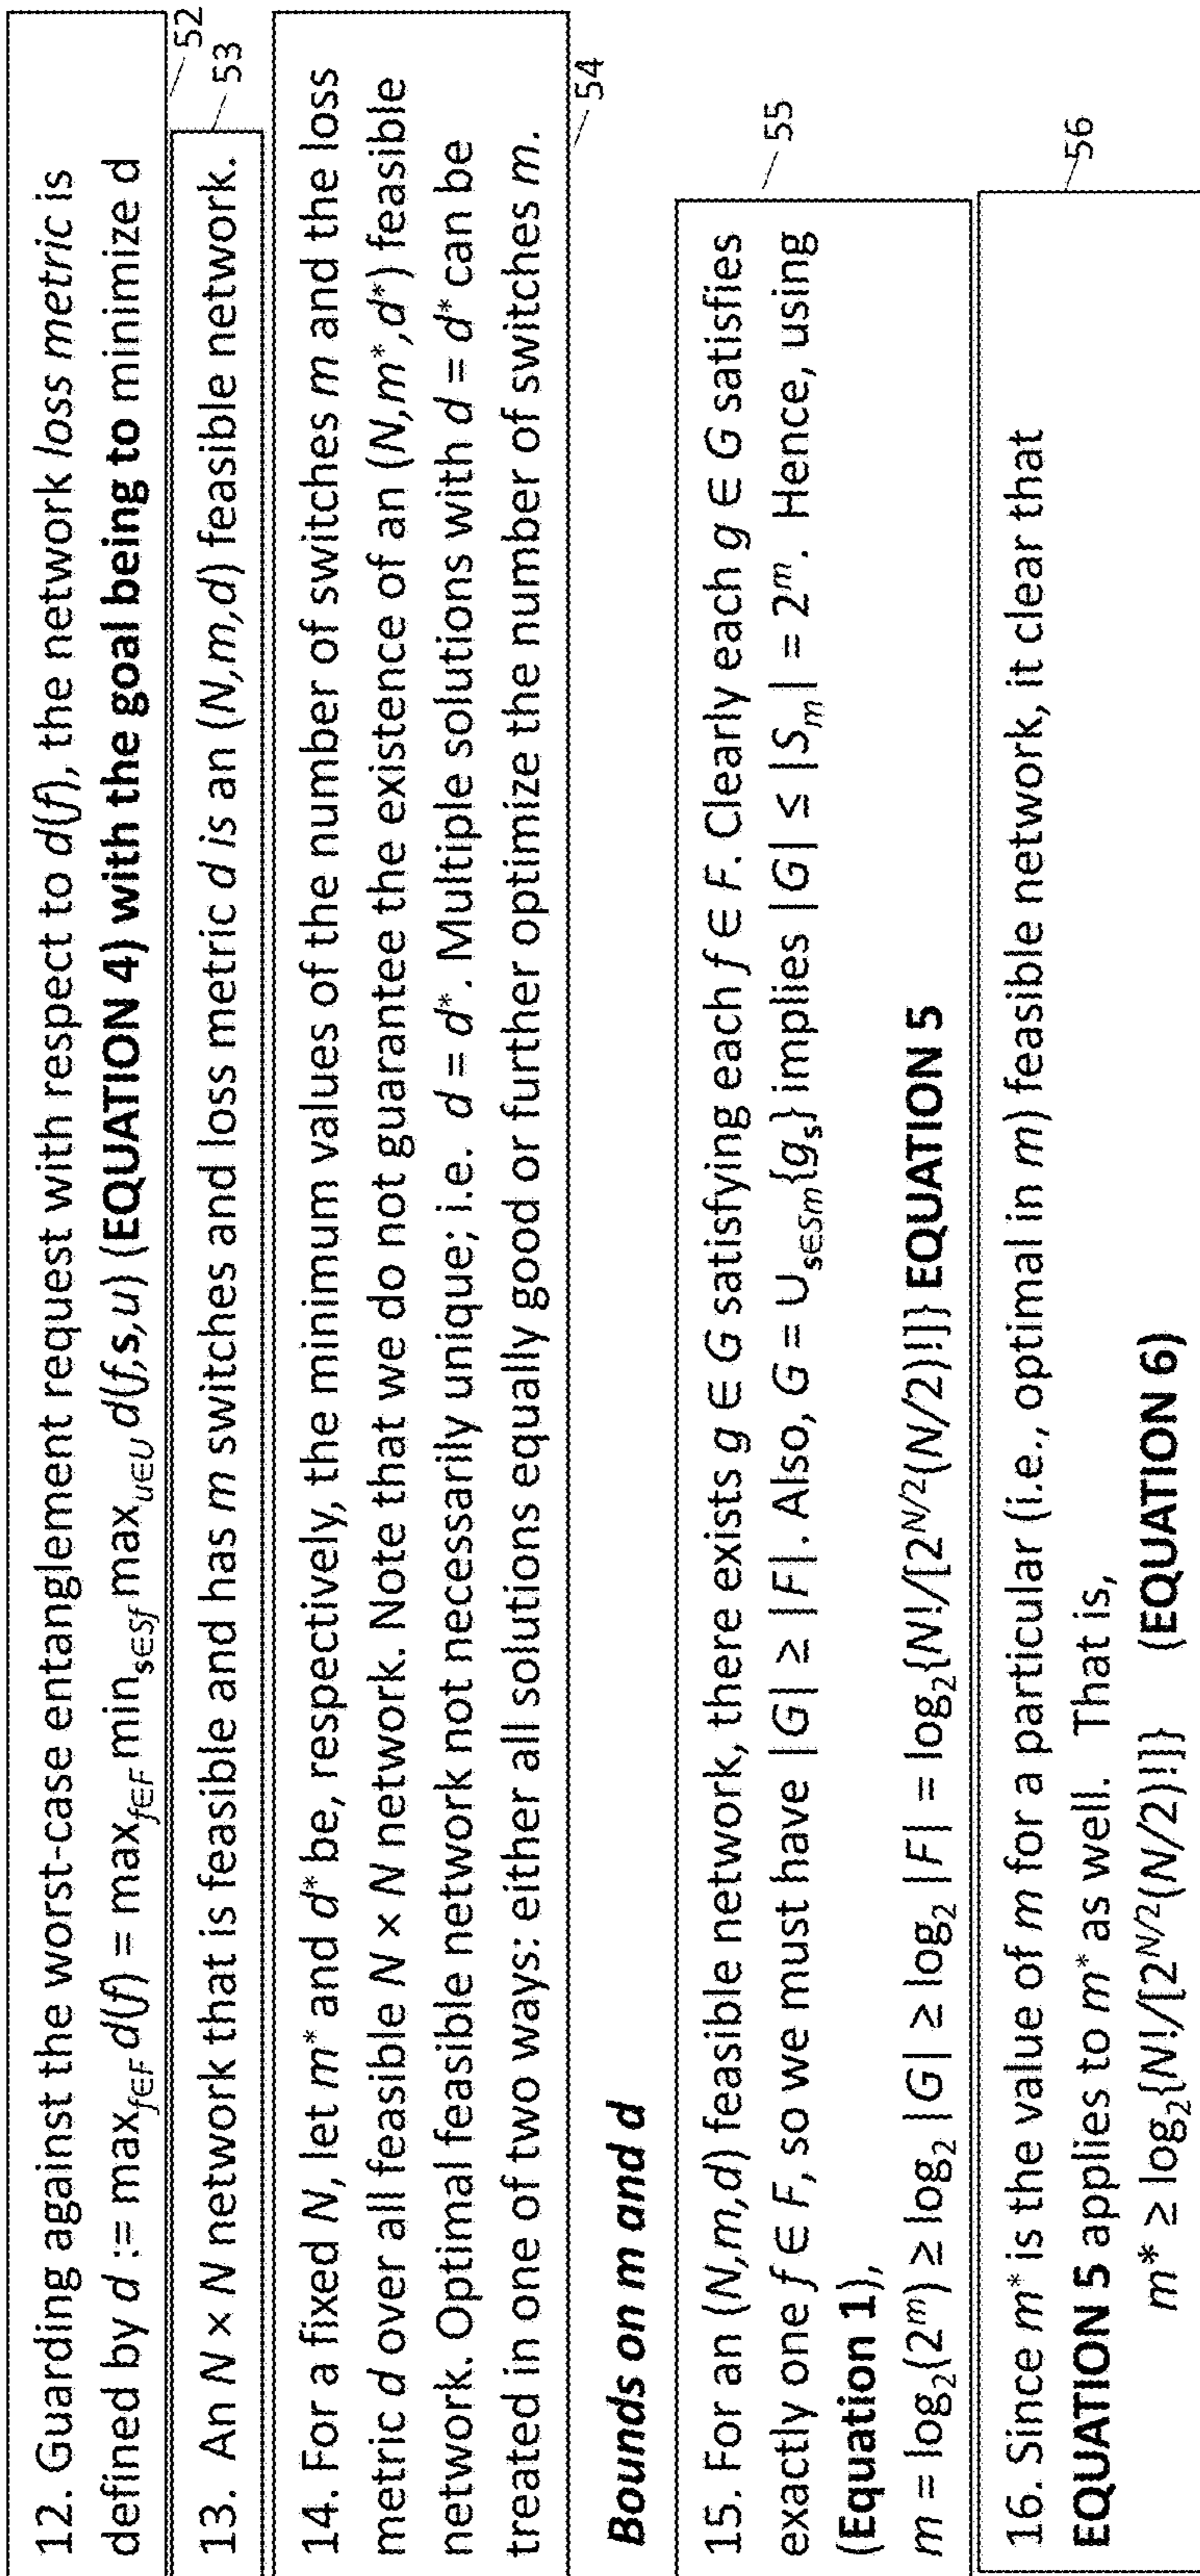 12. Guarding against the worst-case entanglement request with respect to d(f), the network loss metric is
defined by d := max_{f∈F} d(f) = max_{f∈F} min_{s∈Sf} max_{u∈U} d(f,s,u) (EQUATION 4) with the goal being to minimize d
52
13. An N × N network that is feasible and has m switches and loss metric d is an (N,m,d) feasible network.
53
14. For a fixed N, let m* and d* be, respectively, the minimum values of the number of switches m and the loss
metric d over all feasible N × N network. Note that we do not guarantee the existence of an (N,m*,d*) feasible
network. Optimal feasible network not necessarily unique; i.e. d = d*. Multiple solutions with d = d* can be
treated in one of two ways: either all solutions equally good or further optimize the number of switches m.
54
Bounds on m and d
15. For an (N,m,d) feasible network, there exists g ∈ G satisfying each f ∈ F. Clearly each g ∈ G satisfies
exactly one f ∈ F, so we must have |G| ≥ |F|. Also, G = ∪_{s∈Sm}{g_s} implies |G| ≤ |S_m| = 2^m. Hence, using
(Equation 1),
m = log₂(2^m) ≥ log₂ |G| ≥ log₂ |F| = log₂{N!/[2^{N/2}(N/2)!]} EQUATION 5
55
16. Since m* is the value of m for a particular (i.e., optimal in m) feasible network, it clear that
EQUATION 5 applies to m* as well. That is,
m* ≥ log₂{N!/[2^{N/2}(N/2)!]} (EQUATION 6)
56